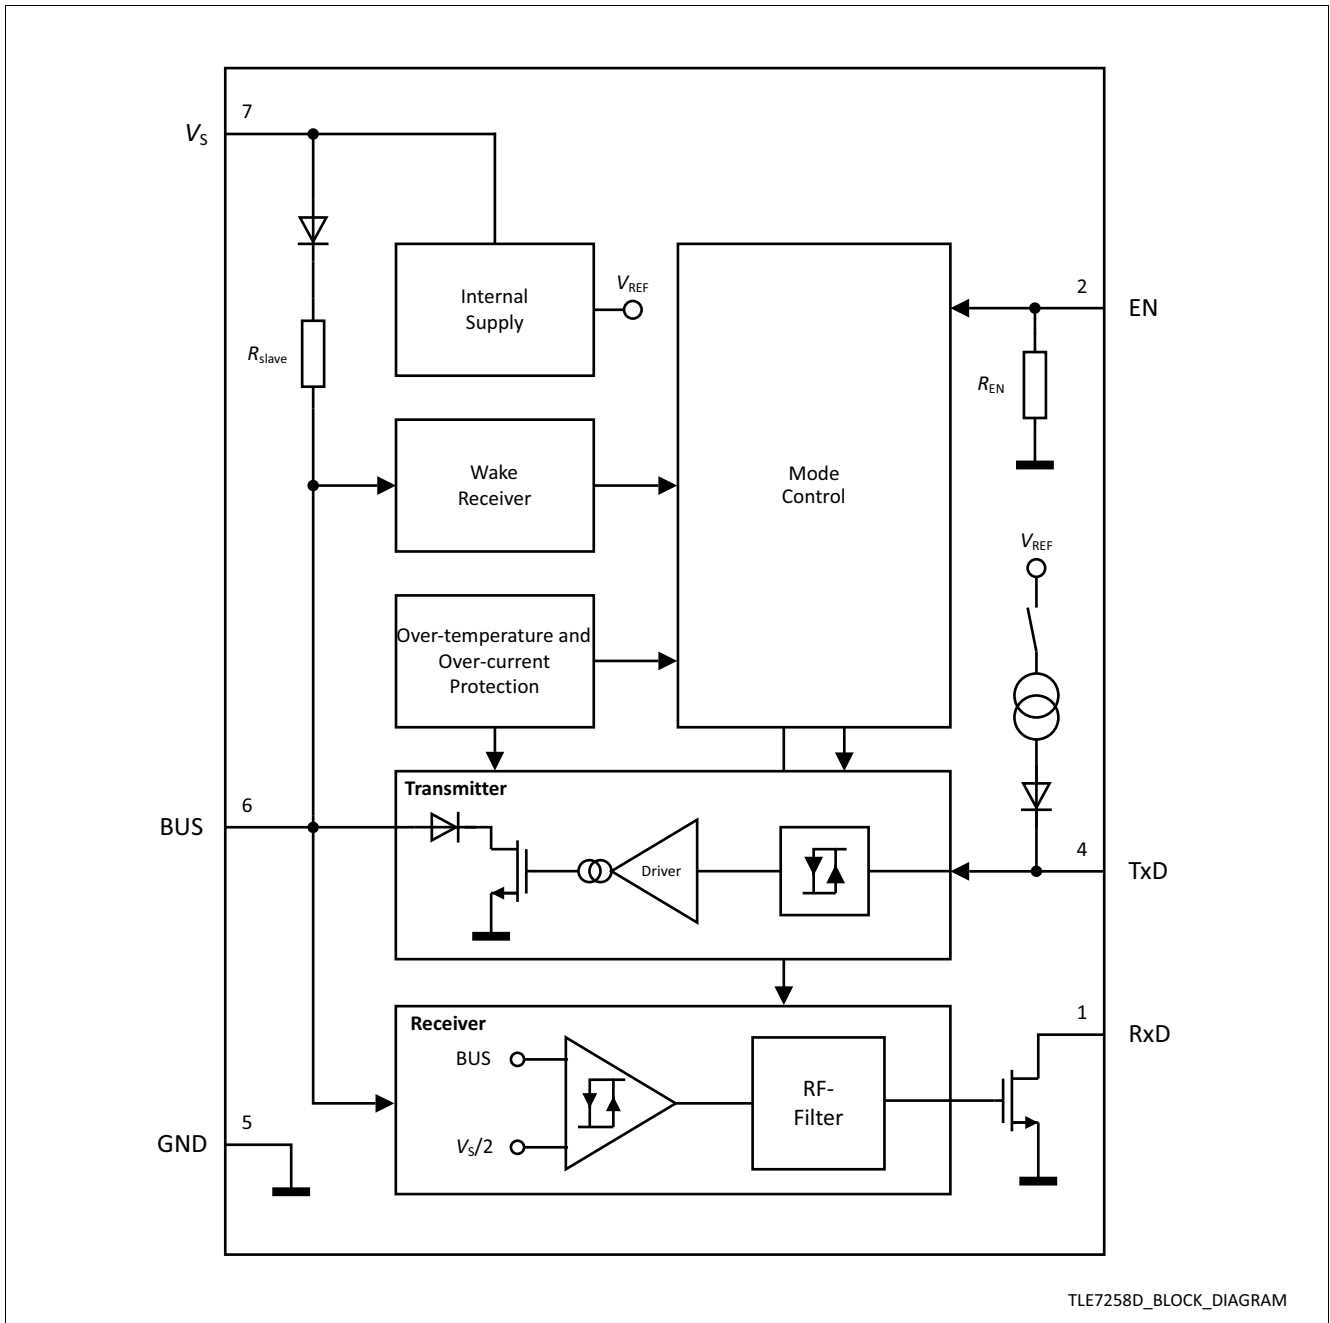 7
VS
Internal
Supply
VREF
2
EN
Rslave
REN
Wake
Receiver
Mode
Control
VREF
Over-temperature and
Over-current
Protection
Transmitter
6
BUS
Driver
4
TxD
Receiver
1
RxD
BUS
RF-
Filter
VS/2
5
GND
TLE7258D_BLOCK_DIAGRAM